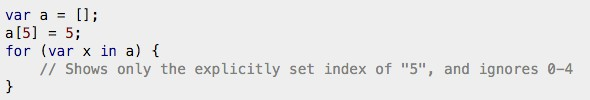 var a = [];
a[5] = 5;
for (var x in a) {
    // Shows only the explicitly set index of "5", and ignores 0-4
}